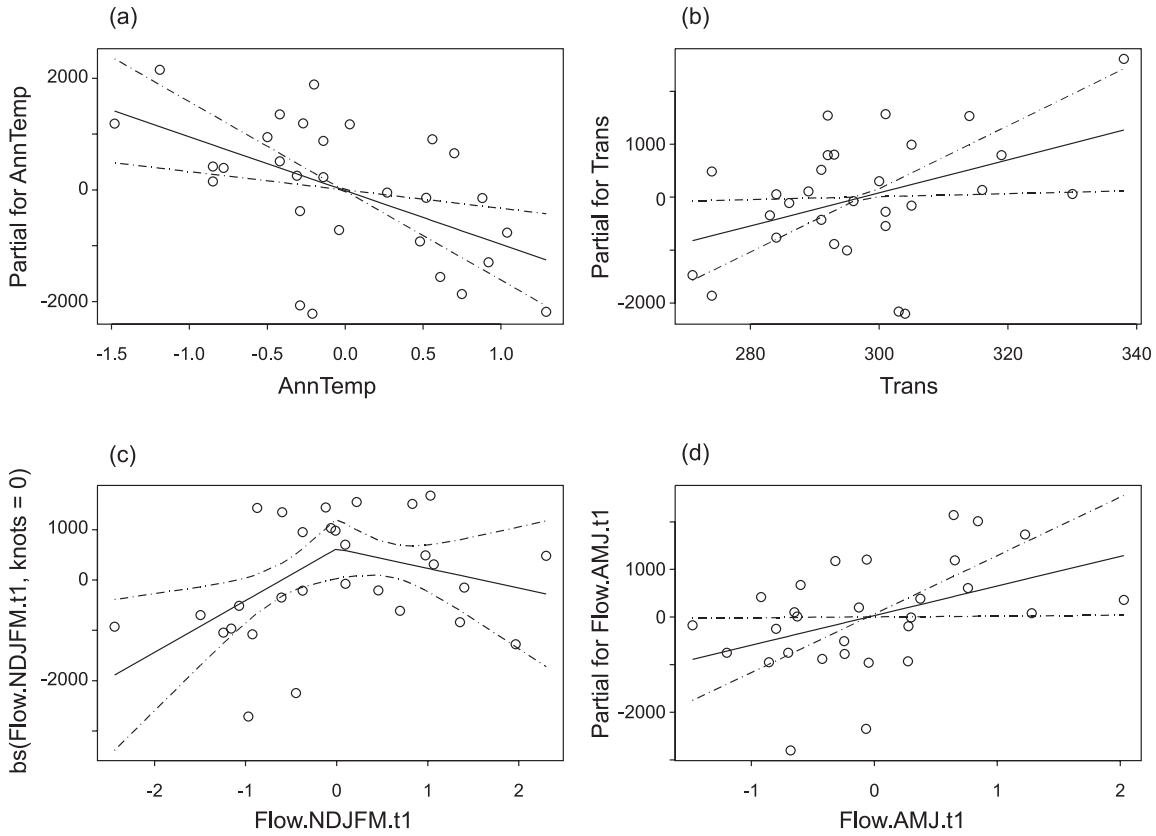 (a)
(b)
Partial for AnnTemp
2000
0
-2000
-1.5 -1.0 -0.5 0.0 0.5 1.0
AnnTemp
Partial for Trans
1000
0
-2000
280 300 320 340
Trans
(c)
(d)
bs(Flow.NDJFM.t1, knots = 0)
1000
0
-2000
-2 -1 0 1 2
Flow.NDJFM.t1
Partial for Flow.AMJ.t1
1000
0
-2000
-1 0 1 2
Flow.AMJ.t1